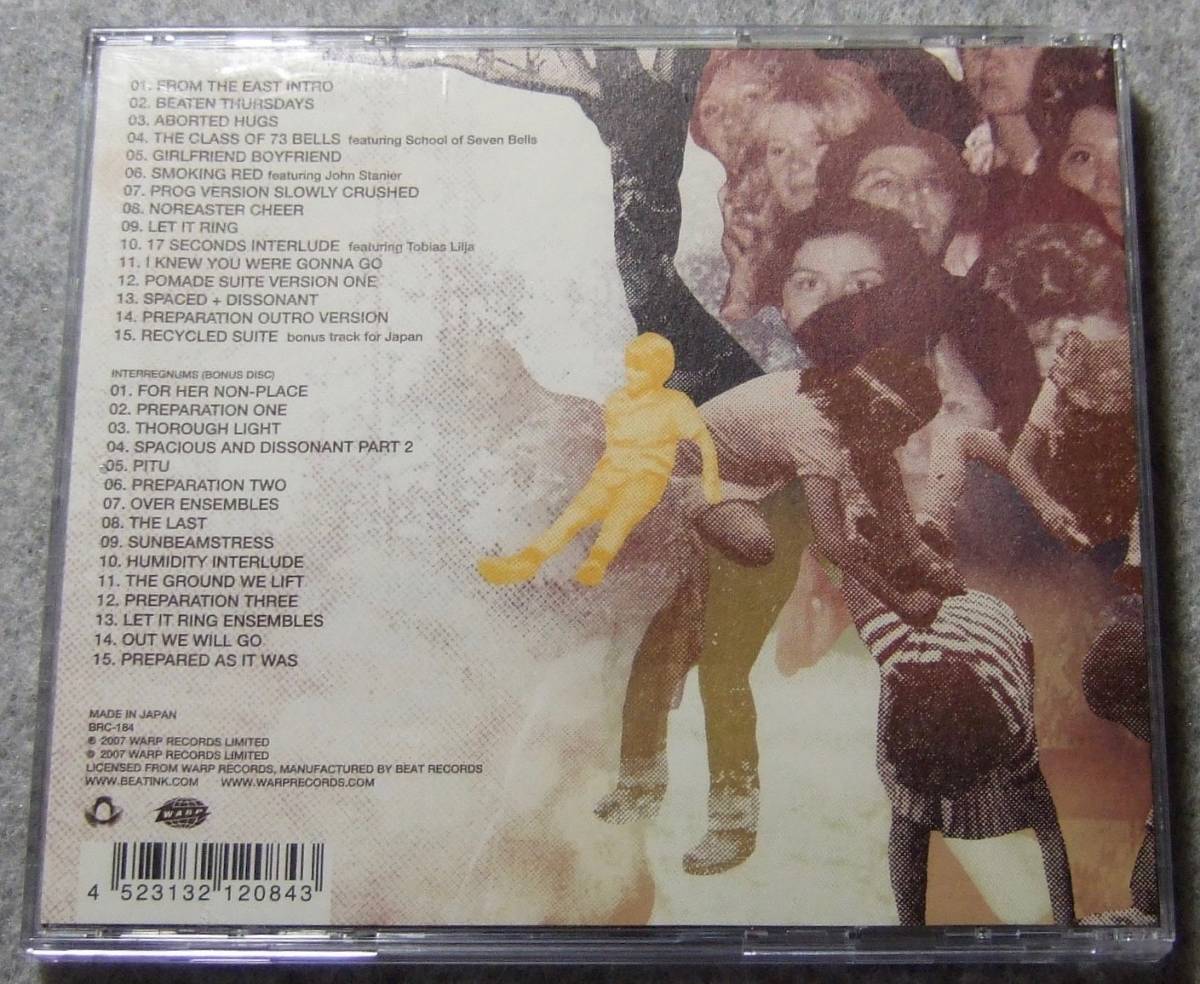 01. FROM THE EAST INTRO
02. BEATEN THURSDAYS
03. ABORTED HUGS
04. THE CLASS OF 73 BELLS featuring School of Seven Bells
05. GIRLFRIEND BOYFRIEND
06. SMOKING RED featuring John Stanier
07. PROG VERSION SLOWLY CRUSHED
08. NOREASTER CHEER
09. LET IT RING
10. 17 SECONDS INTERLUDE featuring Tobias Lilja
11. I KNEW YOU WERE GONNA GO
12. POMADE SUITE VERSION ONE
13. SPACED + DISSONANT
14. PREPARATION OUTRO VERSION
15. RECYCLED SUITE bonus track for Japan
INTERREGNUMS (BONUS DISC)
01. FOR HER NON-PLACE
02. PREPARATION ONE
03. THOROUGH LIGHT
04. SPACIOUS AND DISSONANT PART 2
05. PITU
06. PREPARATION TWO
07. OVER ENSEMBLES
08. THE LAST
09. SUNBEAMSTRESS
10. HUMIDITY INTERLUDE
11. THE GROUND WE LIFT
12. PREPARATION THREE
13. LET IT RING ENSEMBLES
14. OUT WE WILL GO
15. PREPARED AS IT WAS
MADE IN JAPAN
BRC-184
℗ 2007 WARP RECORDS LIMITED
© 2007 WARP RECORDS LIMITED
LICENSED FROM WARP RECORDS, MANUFACTURED BY BEAT RECORDS
WWW.BEATINK.COM WWW.WARPRECORDS.COM
WARP
4 523132 120843